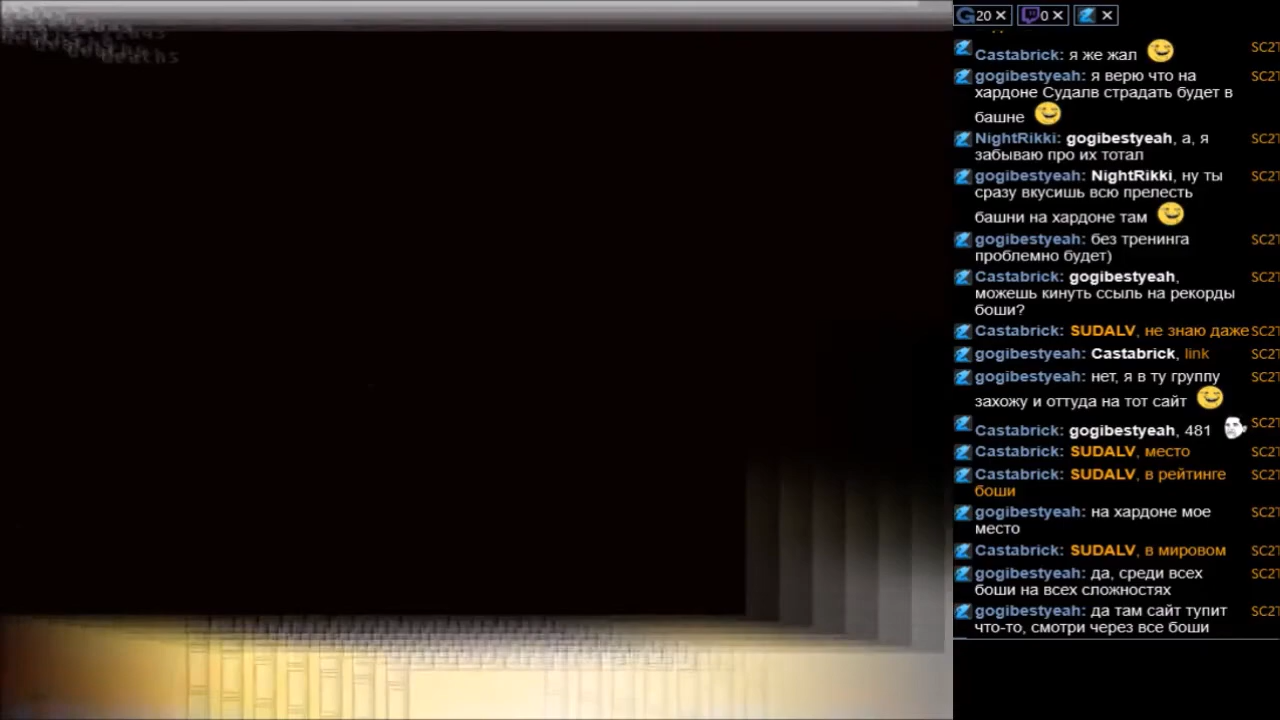 deaths
20
0
Castabrick: я же жал
SC2T
gogibestyeah: я верю что на
SC2T
хардоне Судалв страдать будет в
башне
NightRikki: gogibestyeah, а, я
SC2T
забываю про их тотал
gogibestyeah: NightRikki, ну ты
SC2T
сразу вкусишь всю прелесть
башни на хардоне там
gogibestyeah: без тренинга
SC2T
проблемно будет)
Castabrick: gogibestyeah,
SC2T
можешь кинуть ссыль на рекорды
боши?
Castabrick: SUDALV, не знаю даже
SC2T
gogibestyeah: Castabrick, link
SC2T
gogibestyeah: нет, я в ту группу
SC2T
захожу и оттуда на тот сайт
Castabrick: gogibestyeah, 481
SC2T
Castabrick: SUDALV, место
SC2T
Castabrick: SUDALV, в рейтинге
SC2T
боши
gogibestyeah: на хардоне мое
SC2T
место
Castabrick: SUDALV, в мировом
SC2T
gogibestyeah: да, среди всех
SC2T
боши на всех сложностях
gogibestyeah: да там сайт тупит
SC2T
что-то, смотри через все боши